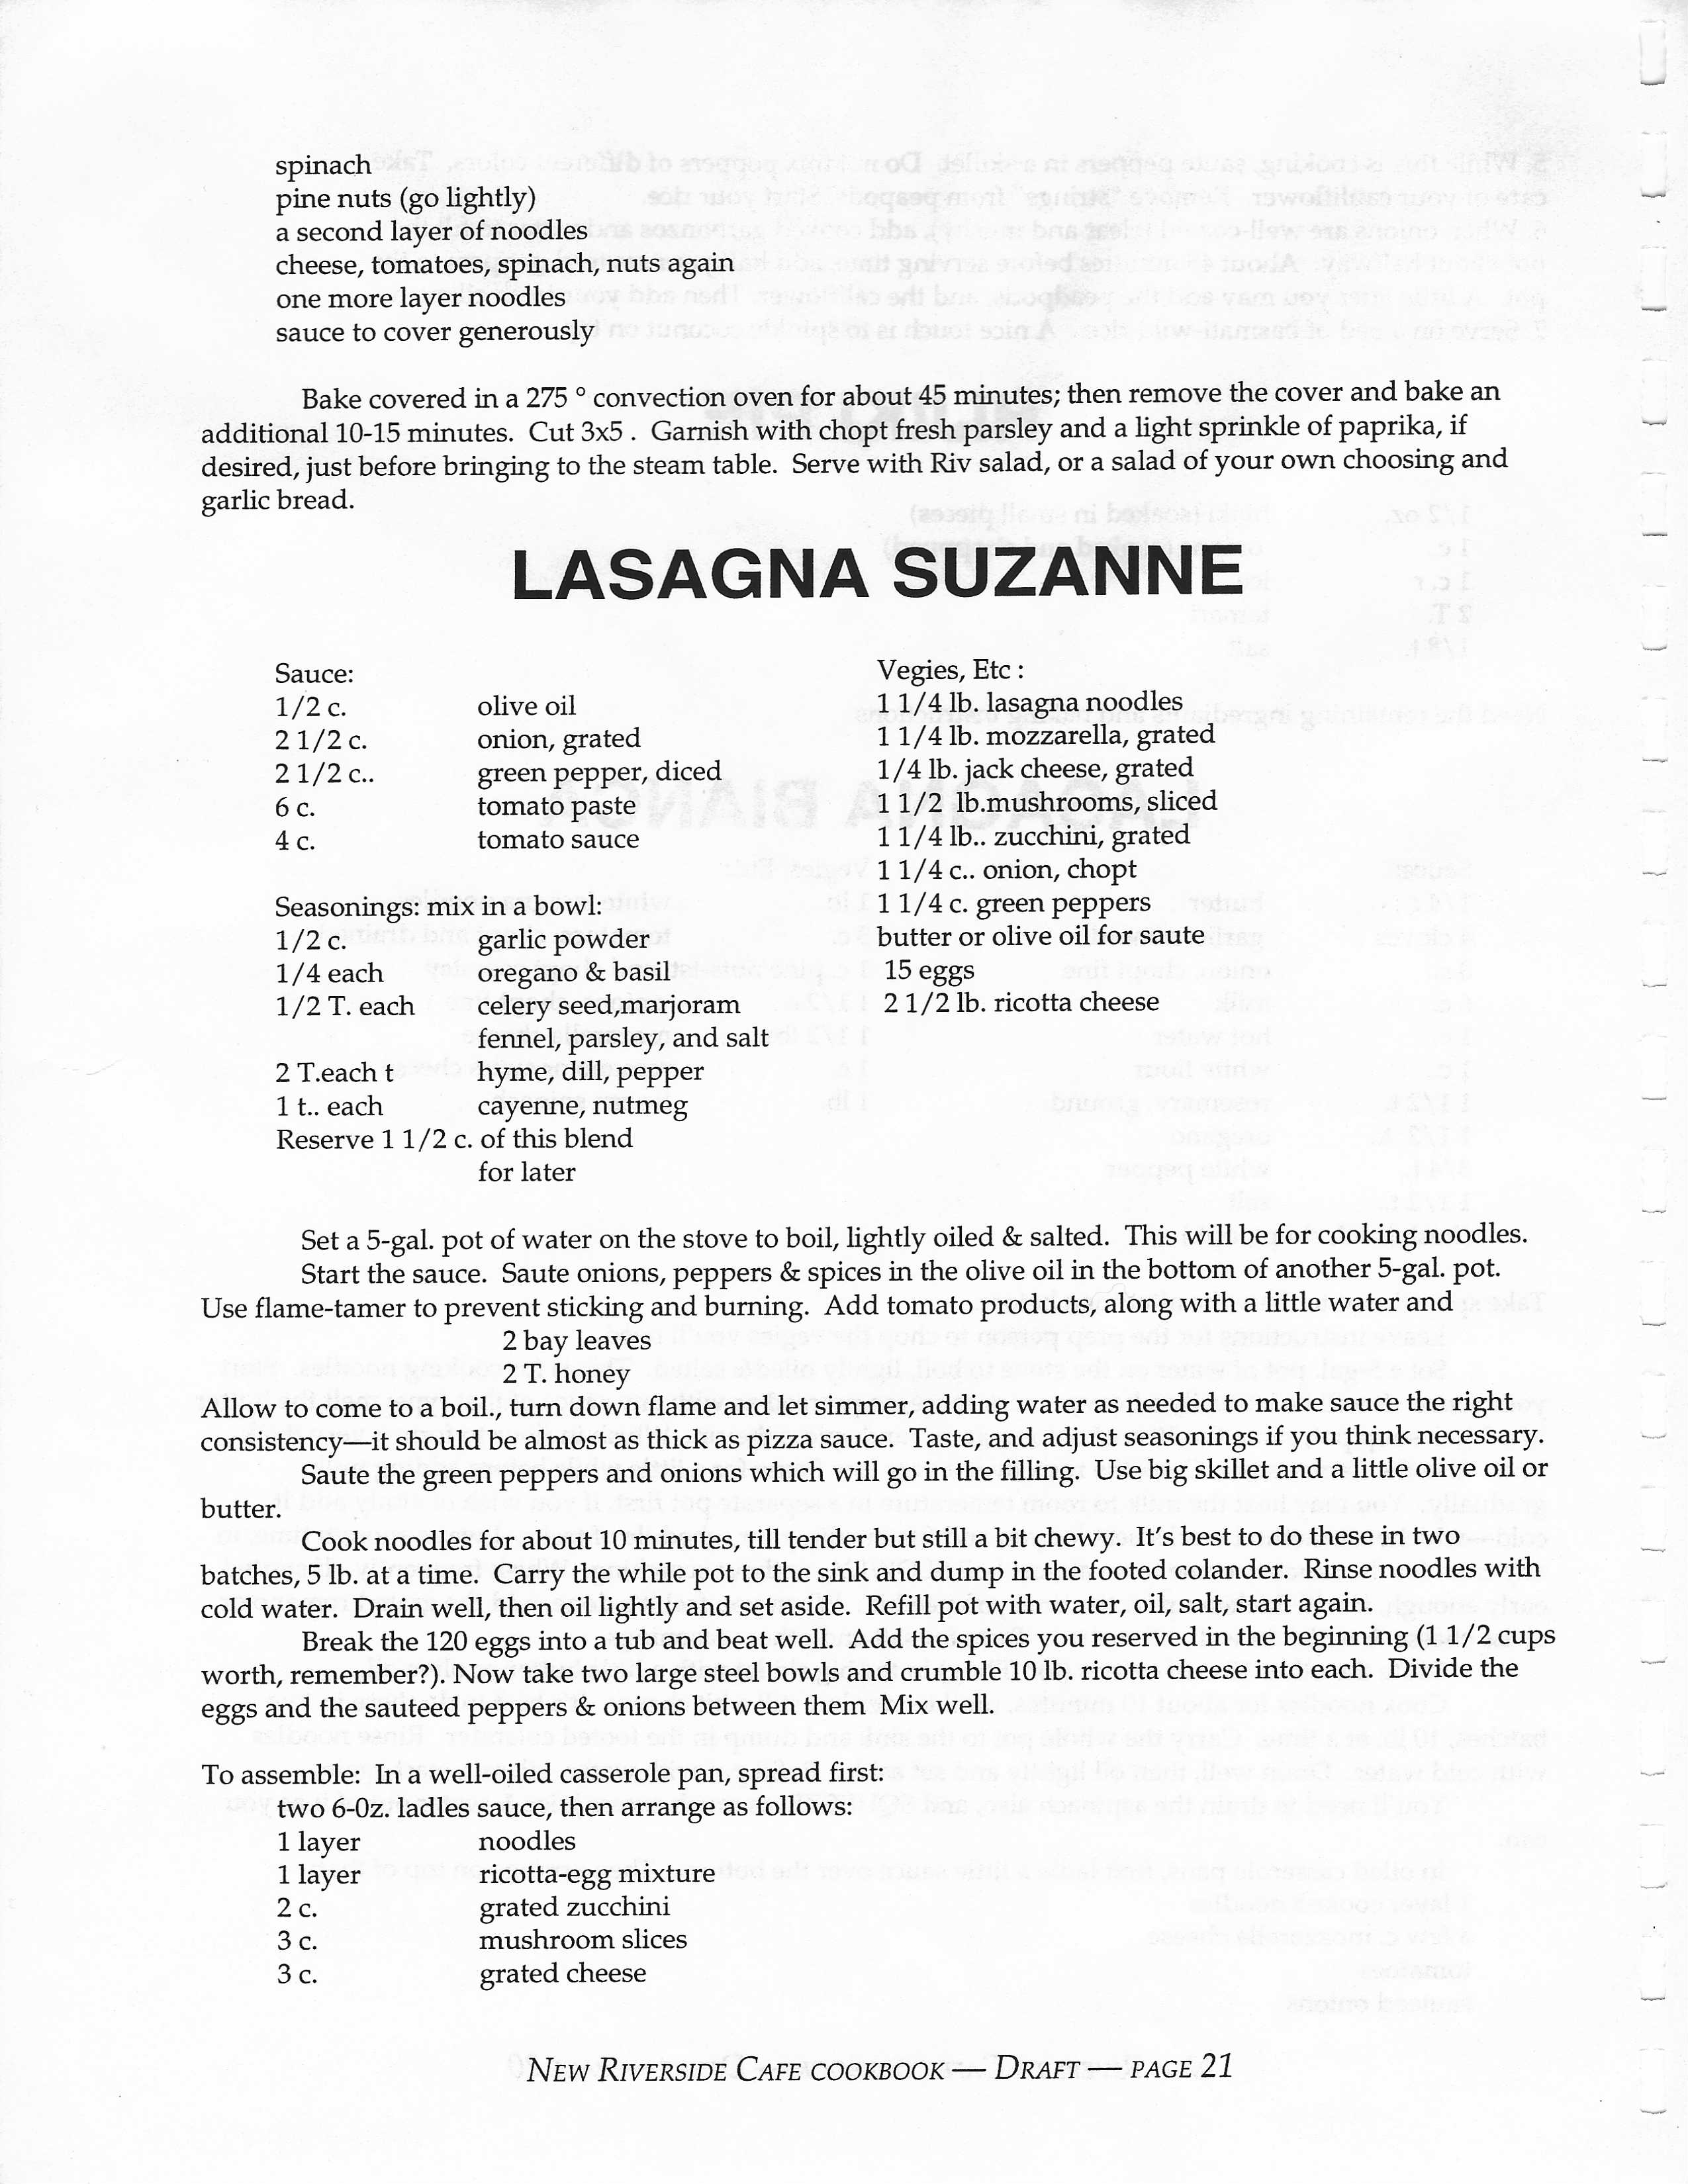 spinach
pine nuts (go lightly)
a second layer of noodles
cheese, tomatoes, spinach, nuts again
one more layer noodles
sauce to cover generously
Bake covered in a 275 ° convection oven for about 45 minutes; then remove the cover and bake an
additional 10-15 minutes. Cut 3x5 . Garnish with chopt fresh parsley and a light sprinkle of paprika, if
desired, just before bringing to the steam table. Serve with Riv salad, or a salad of your own choosing and
garlic bread.
LASAGNA SUZANNE
Sauce:
1/2 c. olive oil
2 1/2 c. onion, grated
2 1/2 c.. green pepper, diced
6 c. tomato paste
4 c. tomato sauce
Seasonings: mix in a bowl:
1/2 c. garlic powder
1/4 each oregano & basil
1/2 T. each celery seed,marjoram
fennel, parsley, and salt
2 T.each t hyme, dill, pepper
1 t.. each cayenne, nutmeg
Reserve 1 1/2 c. of this blend
for later
Vegies, Etc :
1 1/4 lb. lasagna noodles
1 1/4 lb. mozzarella, grated
1/4 lb. jack cheese, grated
1 1/2 lb.mushrooms, sliced
1 1/4 lb.. zucchini, grated
1 1/4 c.. onion, chopt
1 1/4 c. green peppers
butter or olive oil for saute
15 eggs
2 1/2 lb. ricotta cheese
Set a 5-gal. pot of water on the stove to boil, lightly oiled & salted. This will be for cooking noodles.
Start the sauce. Saute onions, peppers & spices in the olive oil in the bottom of another 5-gal. pot.
Use flame-tamer to prevent sticking and burning. Add tomato products, along with a little water and
2 bay leaves
2 T. honey
Allow to come to a boil., turn down flame and let simmer, adding water as needed to make sauce the right
consistency—it should be almost as thick as pizza sauce. Taste, and adjust seasonings if you think necessary.
Saute the green peppers and onions which will go in the filling. Use big skillet and a little olive oil or
butter.
Cook noodles for about 10 minutes, till tender but still a bit chewy. It's best to do these in two
batches, 5 lb. at a time. Carry the while pot to the sink and dump in the footed colander. Rinse noodles with
cold water. Drain well, then oil lightly and set aside. Refill pot with water, oil, salt, start again.
Break the 120 eggs into a tub and beat well. Add the spices you reserved in the beginning (1 1/2 cups
worth, remember?). Now take two large steel bowls and crumble 10 lb. ricotta cheese into each. Divide the
eggs and the sauteed peppers & onions between them Mix well.
To assemble: In a well-oiled casserole pan, spread first:
two 6-0z. ladles sauce, then arrange as follows:
1 layer noodles
1 layer ricotta-egg mixture
2 c. grated zucchini
3 c. mushroom slices
3 c. grated cheese
NEW RIVERSIDE CAFE COOKBOOK — DRAFT — PAGE 21